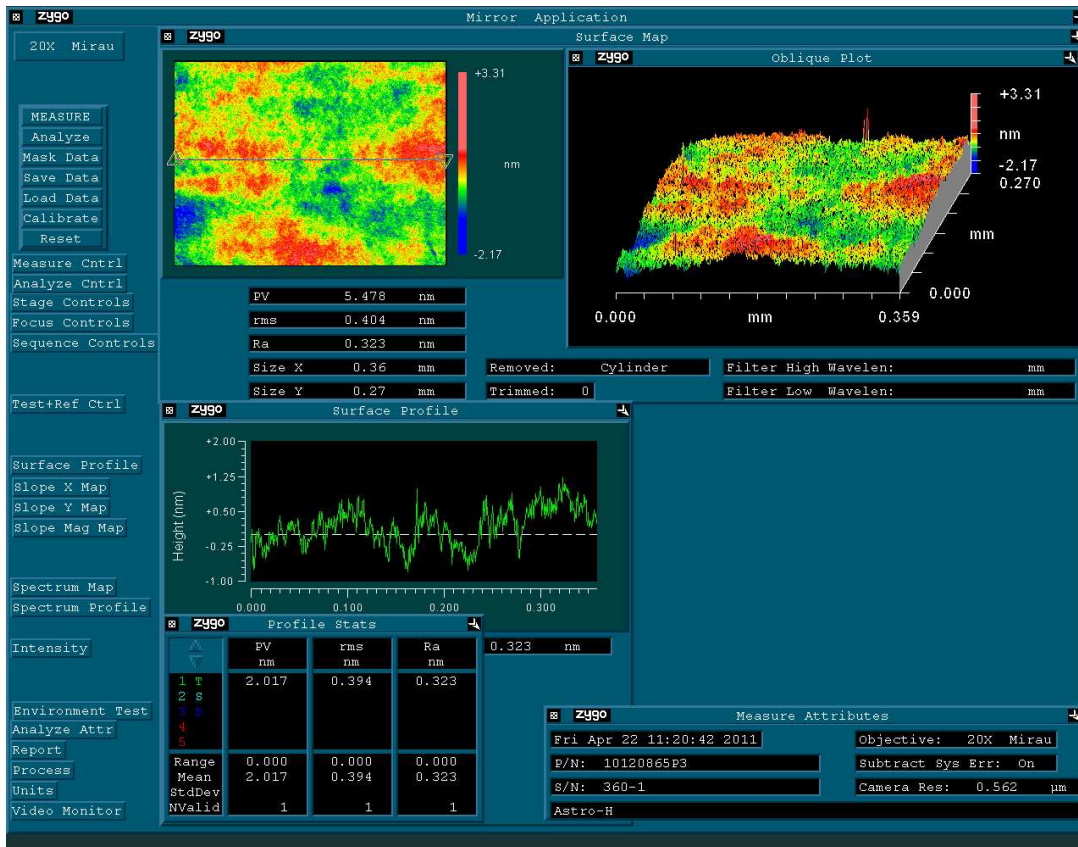 zygo Mirror Application
20X Mirau
MEASURE
Analyze
Mask Data
Save Data
Load Data
Calibrate
Reset
Measure Cntrl
Analyze Cntrl
Stage Controls
Focus Controls
Sequence Controls
Test+Ref Ctrl
Surface Profile
Slope X Map
Slope Y Map
Slope Mag Map
Spectrum Map
Spectrum Profile
Intensity
Environment Test
Analyze Attr
Report
Process
Units
Video Monitor
zygo Surface Map
+3.31
nm
-2.17
zygo Oblique Plot
+3.31
nm
-2.17
0.270
mm
0.000
0.000 mm 0.359
PV 5.478 nm
rms 0.404 nm
Ra 0.323 nm
Size X 0.36 mm
Size Y 0.27 mm
Removed: Cylinder
Trimmed: 0
Filter High Wavelen: mm
Filter Low Wavelen: mm
zygo Surface Profile
Height (nm)
+2.00
+1.25
+0.50
-0.25
-1.00
0.000 0.100 0.200 0.300
0.323 nm
zygo Profile Stats
PV rms Ra
nm nm nm
1 T 2.017 0.394 0.323
2 S
3 D
4
5
Range 0.000 0.000 0.000
Mean 2.017 0.394 0.323
StdDev
NValid 1 1 1
zygo Measure Attributes
Fri Apr 22 11:20:42 2011
Objective: 20X Mirau
P/N: 10120865P3
Subtract Sys Err: On
S/N: 360-1
Camera Res: 0.562 µm
Astro-H